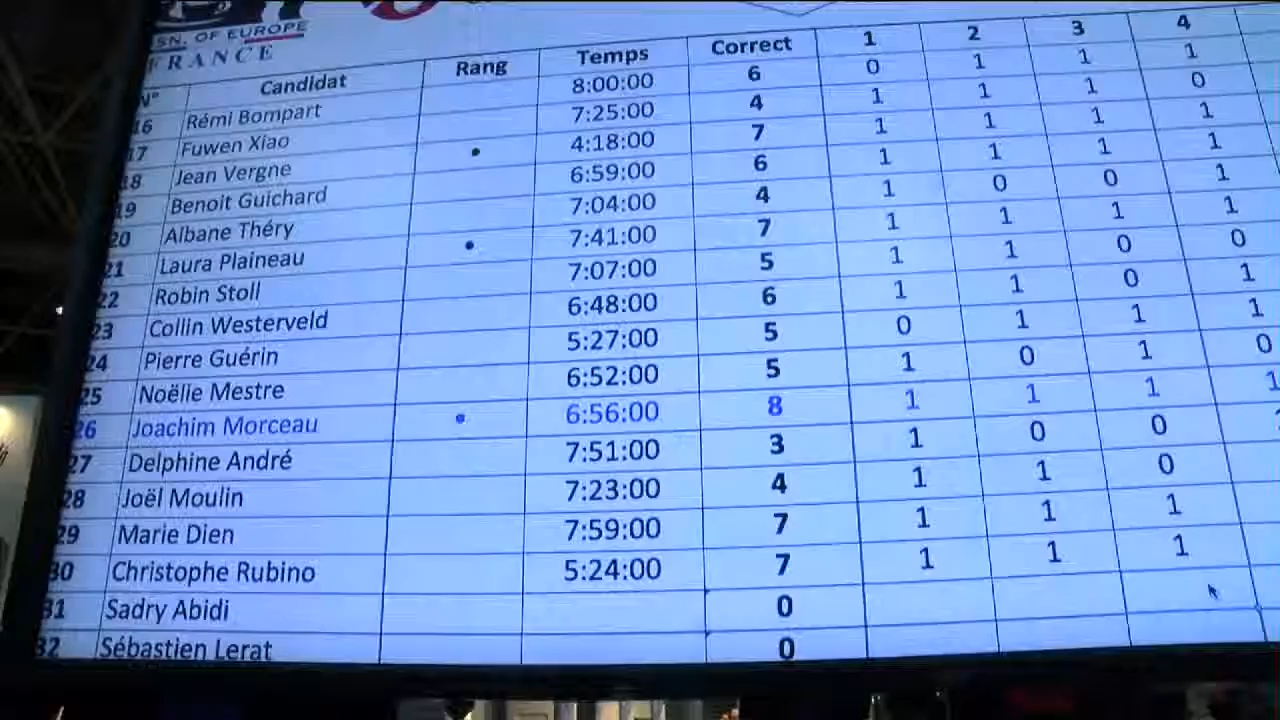 SN. OF EUROPE
FRANCE
N° Candidat Rang Temps Correct 1 2 3 4
16 Rémi Bompart 8:00:00 6 0 1 1 1
17 Fuwen Xiao 7:25:00 4 1 1 1 0
18 Jean Vergne • 4:18:00 7 1 1 1 1
19 Benoit Guichard 6:59:00 6 1 1 1 1
20 Albane Théry 7:04:00 4 1 0 0 1
21 Laura Plaineau • 7:41:00 7 1 1 1 1
22 Robin Stoll 7:07:00 5 1 1 0 0
23 Collin Westerveld 6:48:00 6 1 1 0 1
24 Pierre Guérin 5:27:00 5 0 1 1 1
25 Noëlie Mestre 6:52:00 5 1 0 1 0
26 Joachim Morceau • 6:56:00 8 1 1 1 1
27 Delphine André 7:51:00 3 1 0 0
28 Joël Moulin 7:23:00 4 1 1 0
29 Marie Dien 7:59:00 7 1 1 1
30 Christophe Rubino 5:24:00 7 1 1 1
31 Sadry Abidi 0
32 Sébastien Lerat 0